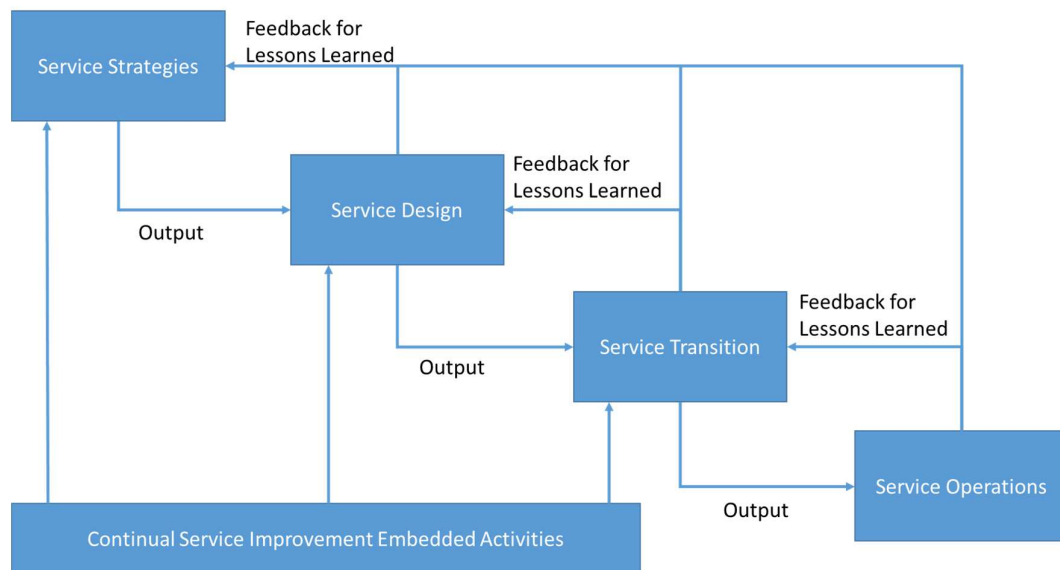 Feedback for
Lessons Learned
Service Strategies
Feedback for
Lessons Learned
Service Design
Output
Feedback for
Lessons Learned
Service Transition
Output
Service Operations
Output
Continual Service Improvement Embedded Activities